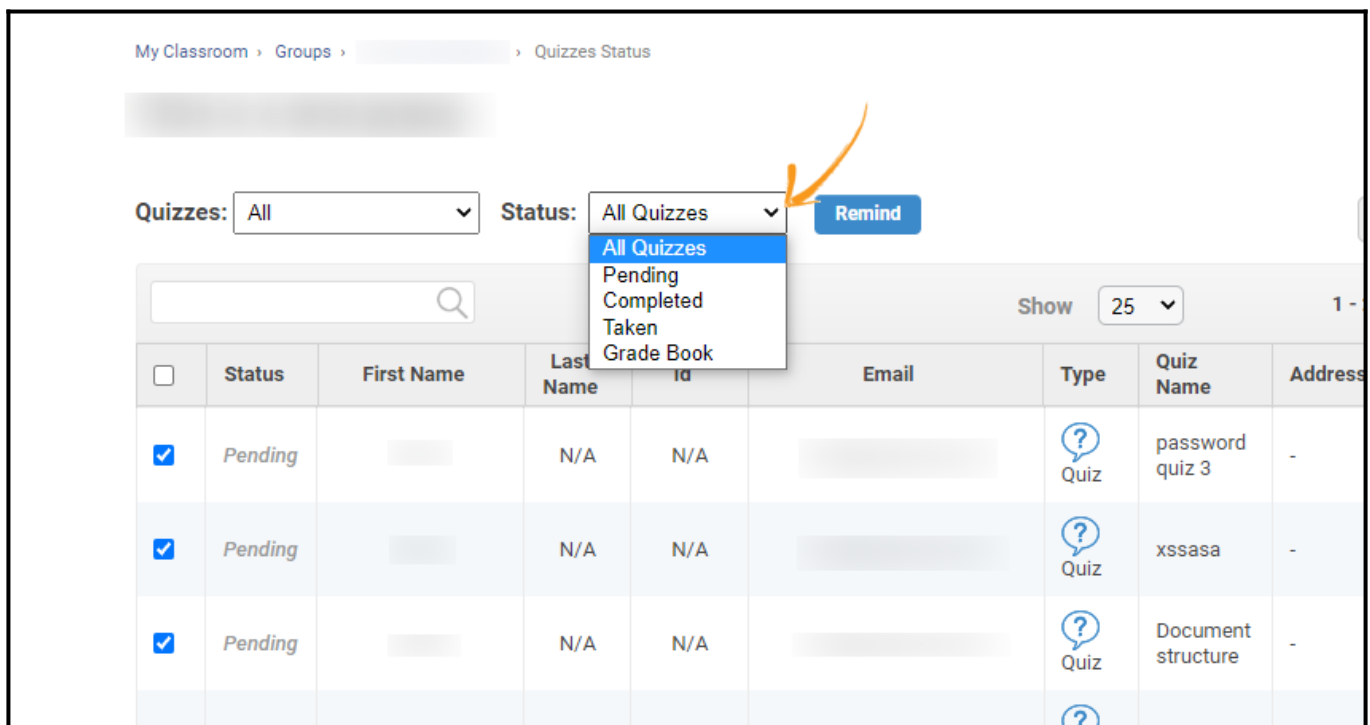 My Classroom › Groups › › Quizzes Status
Quizzes: All Status: All Quizzes Remind
All Quizzes
Pending
Completed
Taken
Grade Book
Show 25 1 -
Status First Name Last Name Id Email Type Quiz Name Address
Pending N/A N/A Quiz password quiz 3 -
Pending N/A N/A Quiz xssasa -
Pending N/A N/A Quiz Document structure -